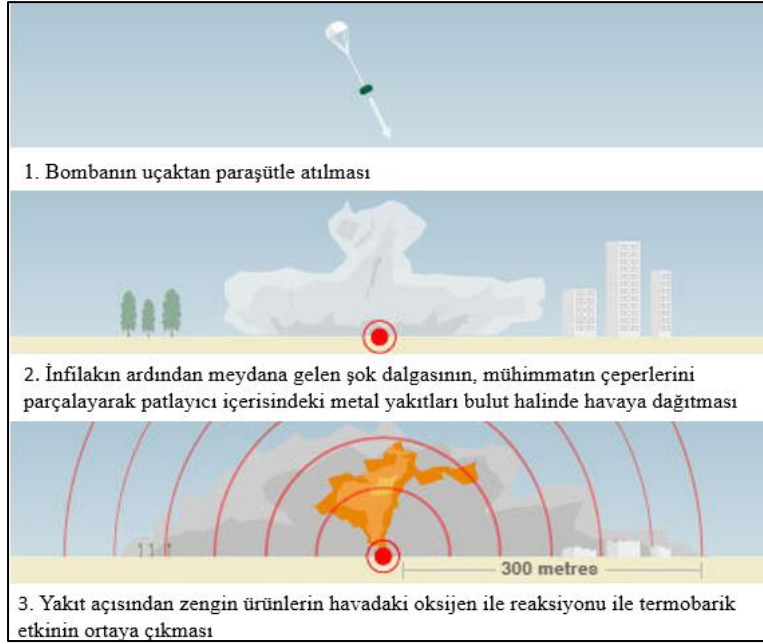 1. Bombanın uçaktan paraşütle atılması
2. İnfilakın ardından meydana gelen şok dalgasının, mühimmatın çeperlerini
parçalayarak patlayıcı içerisindeki metal yakıtları bulut halinde havaya dağıtması
300 metres
3. Yakıt açısından zengin ürünlerin havadaki oksijen ile reaksiyonu ile termobarik
etkinin ortaya çıkması